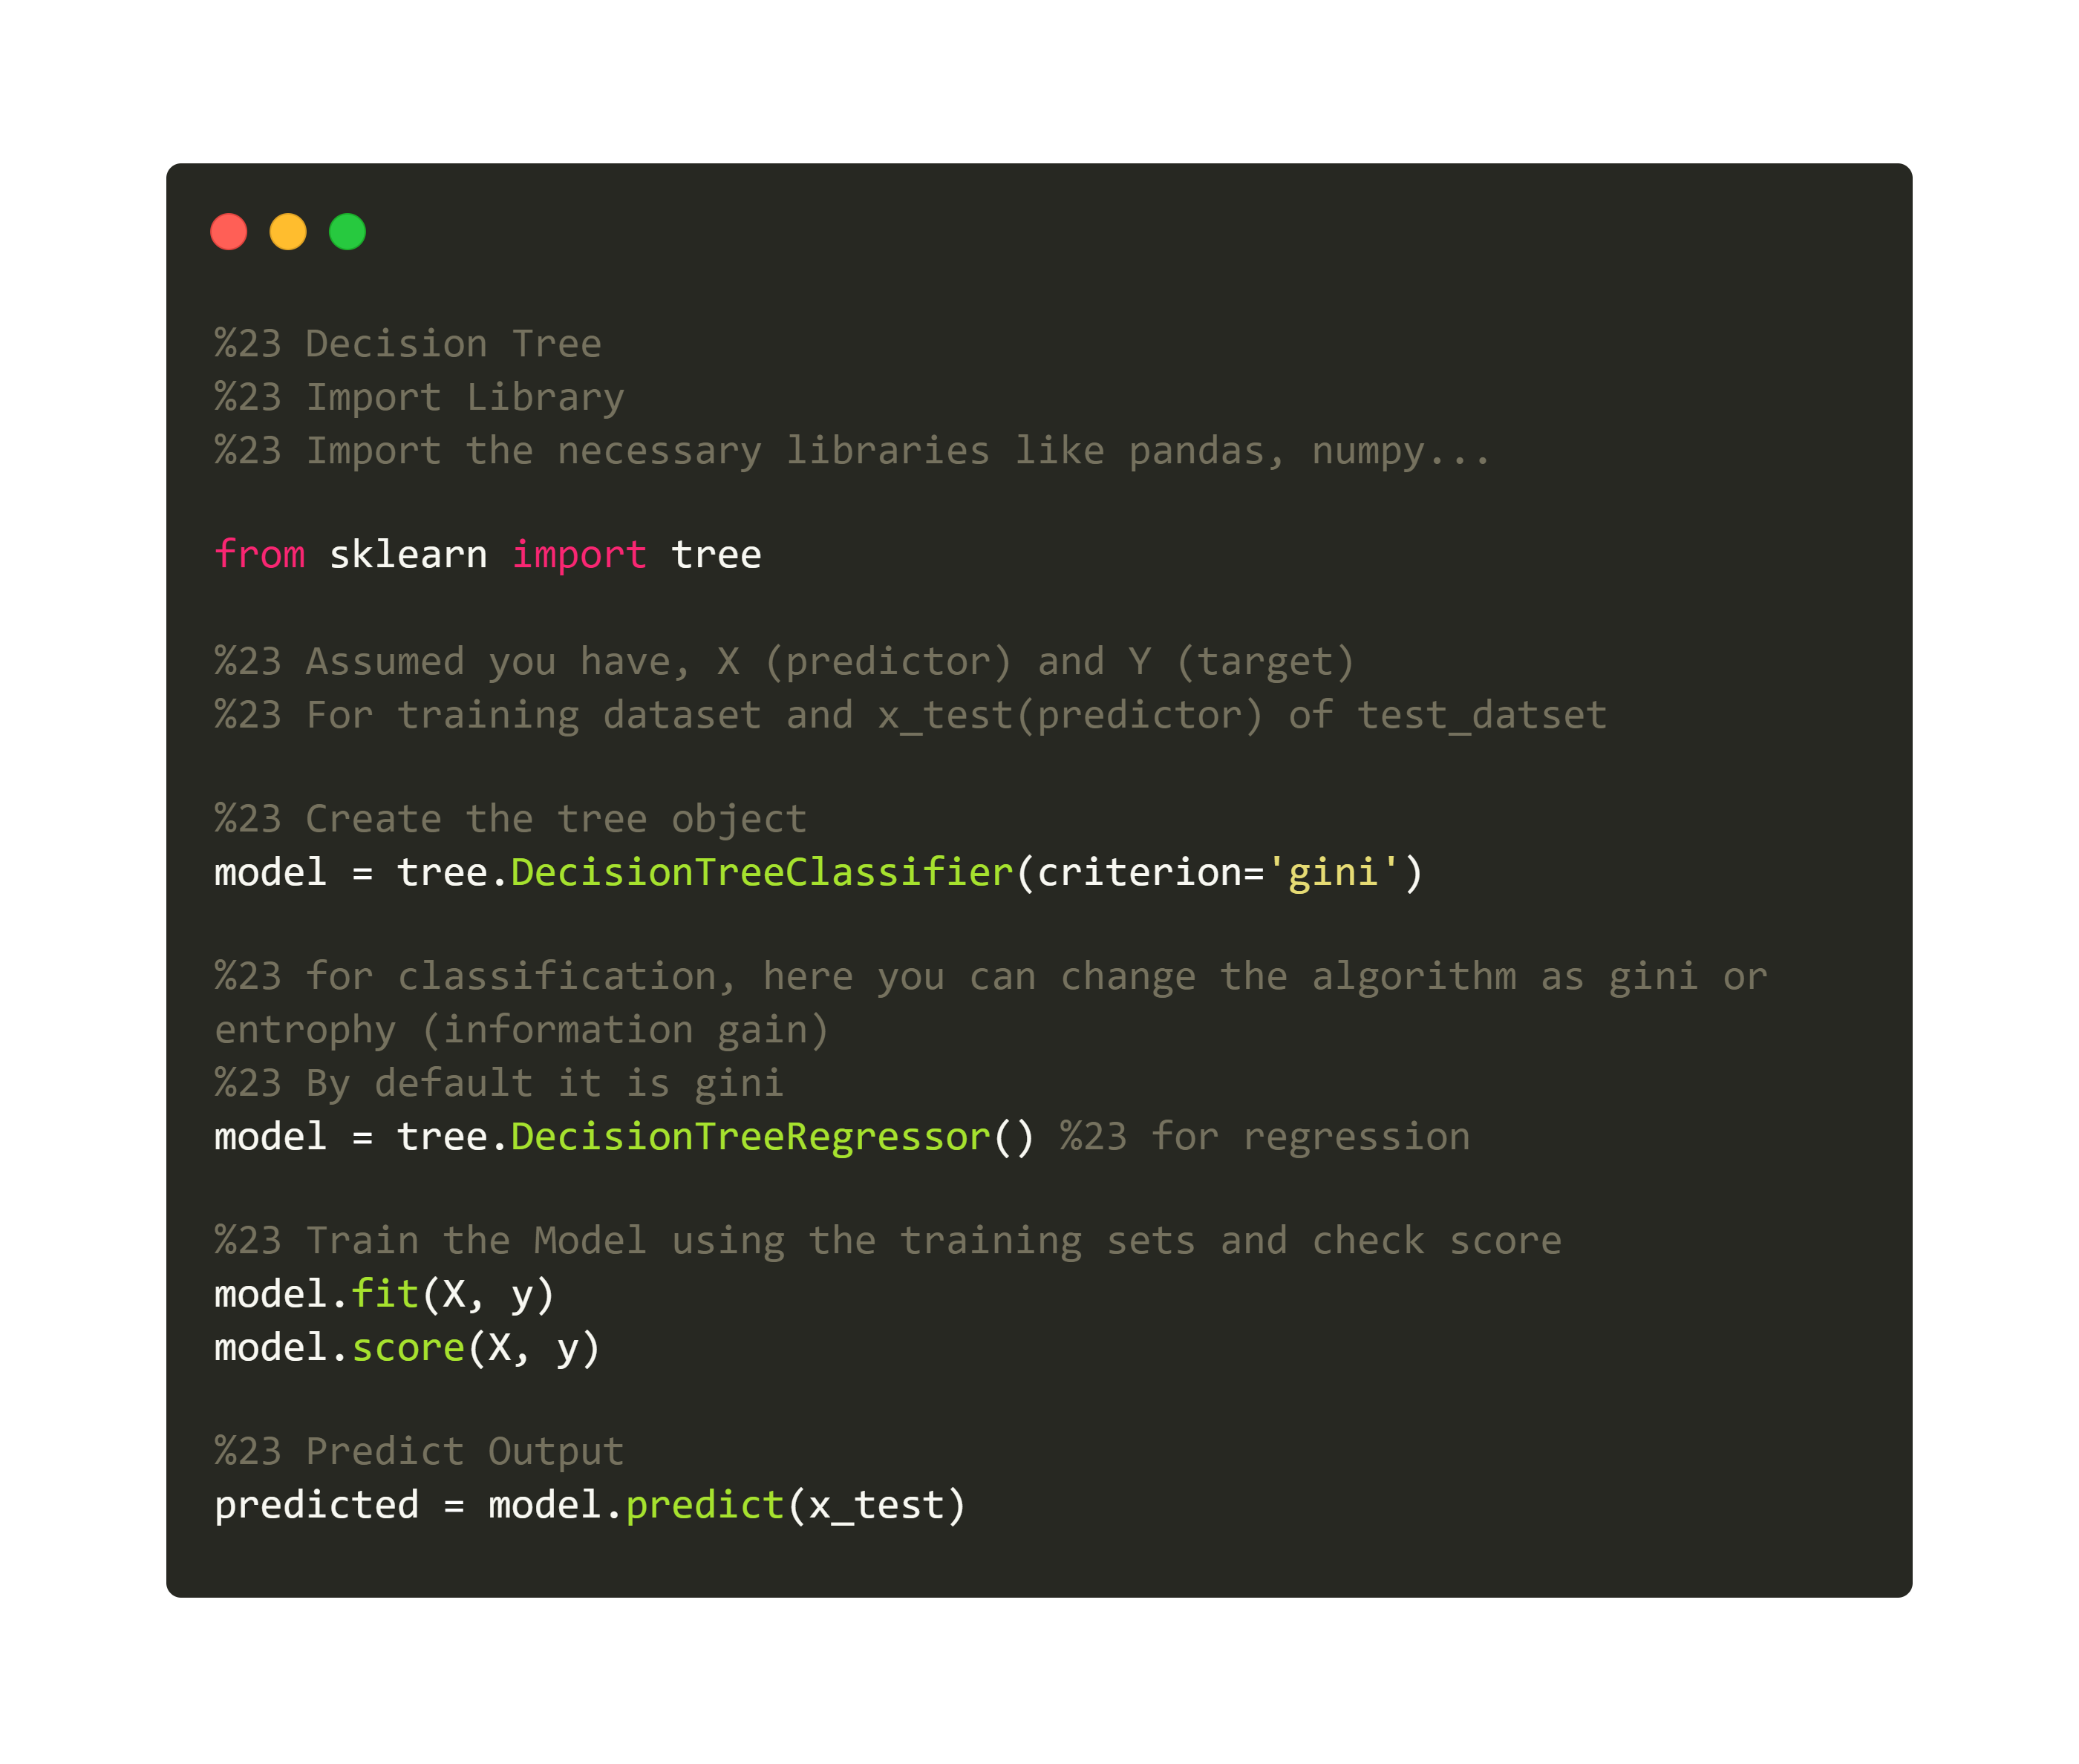 %23 Decision Tree
%23 Import Library
%23 Import the necessary libraries like pandas, numpy...
from sklearn import tree
%23 Assumed you have, X (predictor) and Y (target)
%23 For training dataset and x_test(predictor) of test_datset
%23 Create the tree object
model = tree.DecisionTreeClassifier(criterion='gini')
%23 for classification, here you can change the algorithm as gini or
entrophy (information gain)
%23 By default it is gini
model = tree.DecisionTreeRegressor() %23 for regression
%23 Train the Model using the training sets and check score
model.fit(X, y)
model.score(X, y)
%23 Predict Output
predicted = model.predict(x_test)